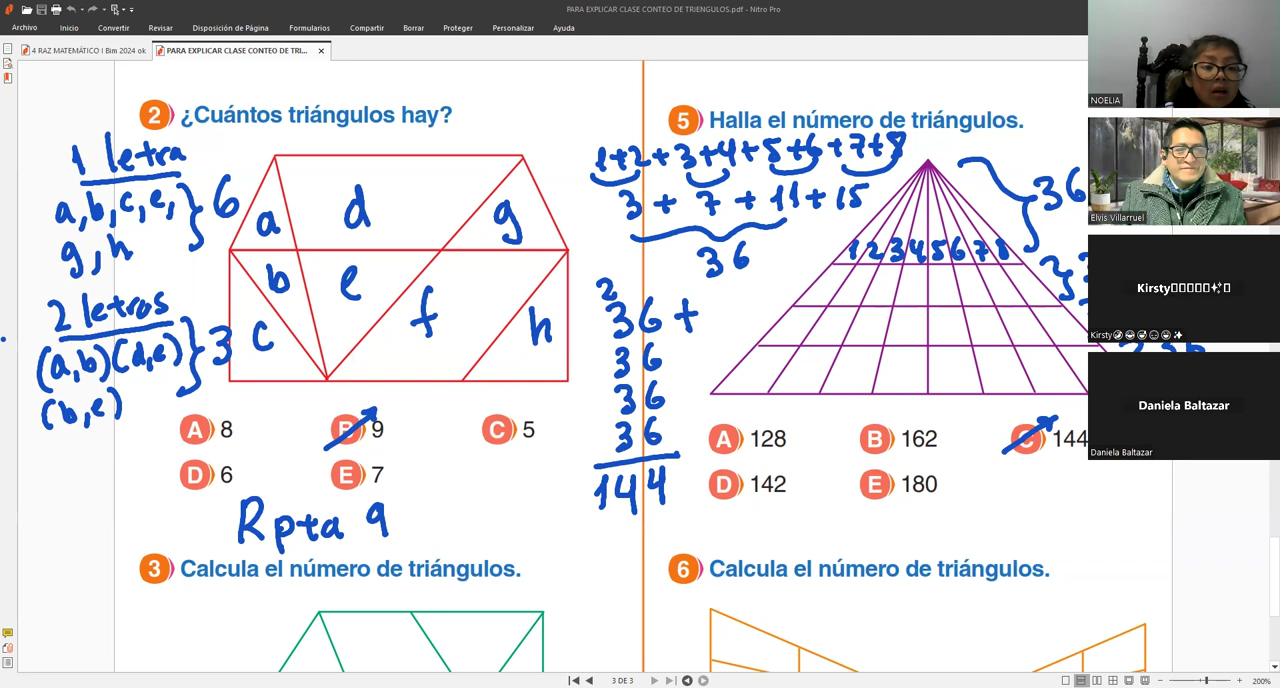 PARA EXPLICAR CLASE CONTEO DE TRIENGULOS.pdf - Nitro Pro
Archivo Inicio Convertir Revisar Disposición de Página Formularios Compartir Borrar Proteger Personalizar Ayuda
4 RAZ MATEMÁTICO I Bim 2024 ok
PARA EXPLICAR CLASE CONTEO DE TRI... ×
2 ¿Cuántos triángulos hay?
1 letra
a, b, c, e, } 6
g, h
2 letras
(a, b) (d, e) } 3
(b, e)
a d g
b e f h
c
A 8
B 9
C 5
D 6
E 7
Rpta 9
3 Calcula el número de triángulos.
5 Halla el número de triángulos.
1+2+3+4+5+6+7+8
3 + 7 + 11 + 15
36
1 2 3 4 5 6 7 8
36
2
36 +
36
36
36
144
A 128
B 162
C 144
D 142
E 180
6 Calcula el número de triángulos.
NOELIA
Elvis Villarruel
Kirsty
Kirsty
Daniela Baltazar
Daniela Baltazar
3 DE 3
200%